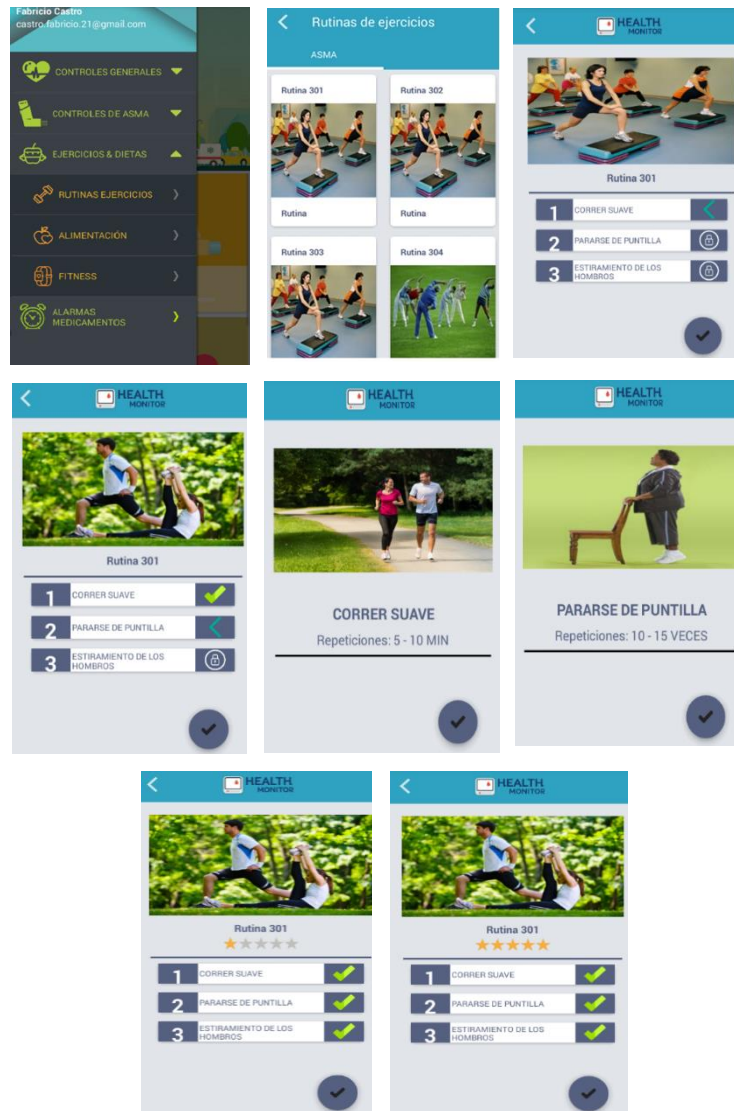 Fabricio Castro
castro.fabricio.21@gmail.com
CONTROLES GENERALES
CONTROLES DE ASMA
EJERCICIOS & DIETAS
RUTINAS EJERCICIOS
ALIMENTACIÓN
FITNESS
ALARMAS
MEDICAMENTOS
Rutinas de ejercicios
ASMA
Rutina 301
Rutina
Rutina 302
Rutina
Rutina 303
Rutina 304
HEALTH
MONITOR
Rutina 301
1 CORRER SUAVE
2 PARARSE DE PUNTILLA
3 ESTIRAMIENTO DE LOS
HOMBROS
HEALTH
MONITOR
Rutina 301
1 CORRER SUAVE
2 PARARSE DE PUNTILLA
3 ESTIRAMIENTO DE LOS
HOMBROS
HEALTH
MONITOR
CORRER SUAVE
Repeticiones: 5 - 10 MIN
HEALTH
MONITOR
PARARSE DE PUNTILLA
Repeticiones: 10 - 15 VECES
HEALTH
MONITOR
Rutina 301
1 CORRER SUAVE
2 PARARSE DE PUNTILLA
3 ESTIRAMIENTO DE LOS
HOMBROS
HEALTH
MONITOR
Rutina 301
1 CORRER SUAVE
2 PARARSE DE PUNTILLA
3 ESTIRAMIENTO DE LOS
HOMBROS